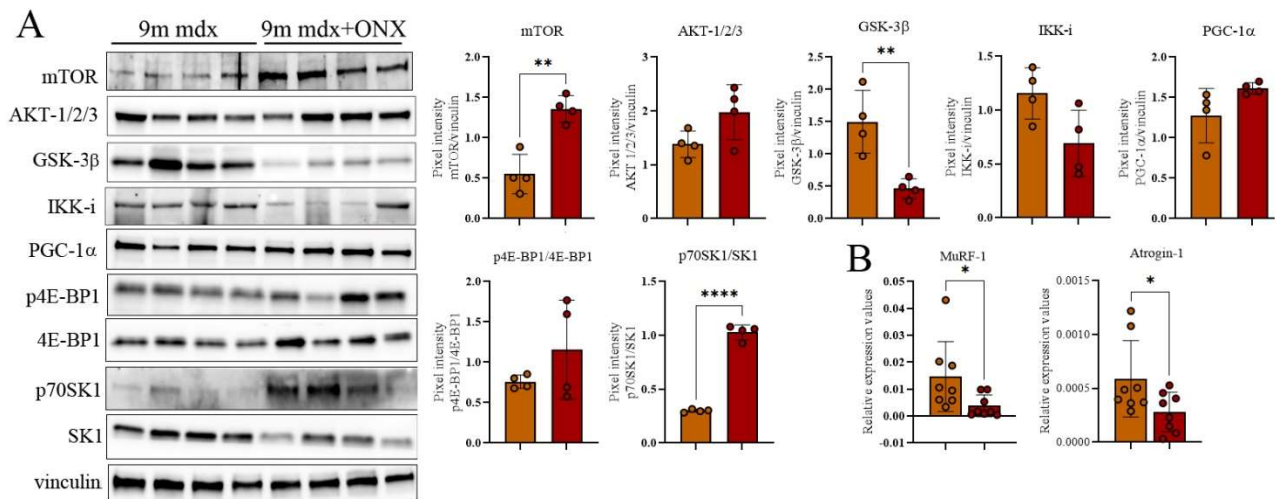 A
9m mdx
9m mdx+ONX
mTOR
AKT-1/2/3
GSK-3β
IKK-i
PGC-1α
p4E-BP1
4E-BP1
p70SK1
SK1
vinculin
mTOR
**
Pixel intensity
mTOR/vinculin
2.0
1.5
1.0
0.5
0.0
AKT-1/2/3
Pixel intensity
AKT 1/2/3/vinculin
3
2
1
0
GSK-3β
**
Pixel intensity
GSK-3β/vinculin
2.5
2.0
1.5
1.0
0.5
0.0
IKK-i
Pixel intensity
IKK-i/vinculin
1.5
1.0
0.5
0.0
PGC-1α
Pixel intensity
PGC-1α/vinculin
2.0
1.5
1.0
0.5
0.0
p4E-BP1/4E-BP1
Pixel intensity
p4E-BP1/4E-BP1
2.0
1.5
1.0
0.5
0.0
p70SK1/SK1
****
Pixel intensity
p70SK1/SK1
1.5
1.0
0.5
0.0
B
MuRF-1
*
Relative expression values
0.05
0.04
0.03
0.02
0.01
0.00
-0.01
Atrogin-1
*
Relative expression values
0.0015
0.0010
0.0005
0.0000